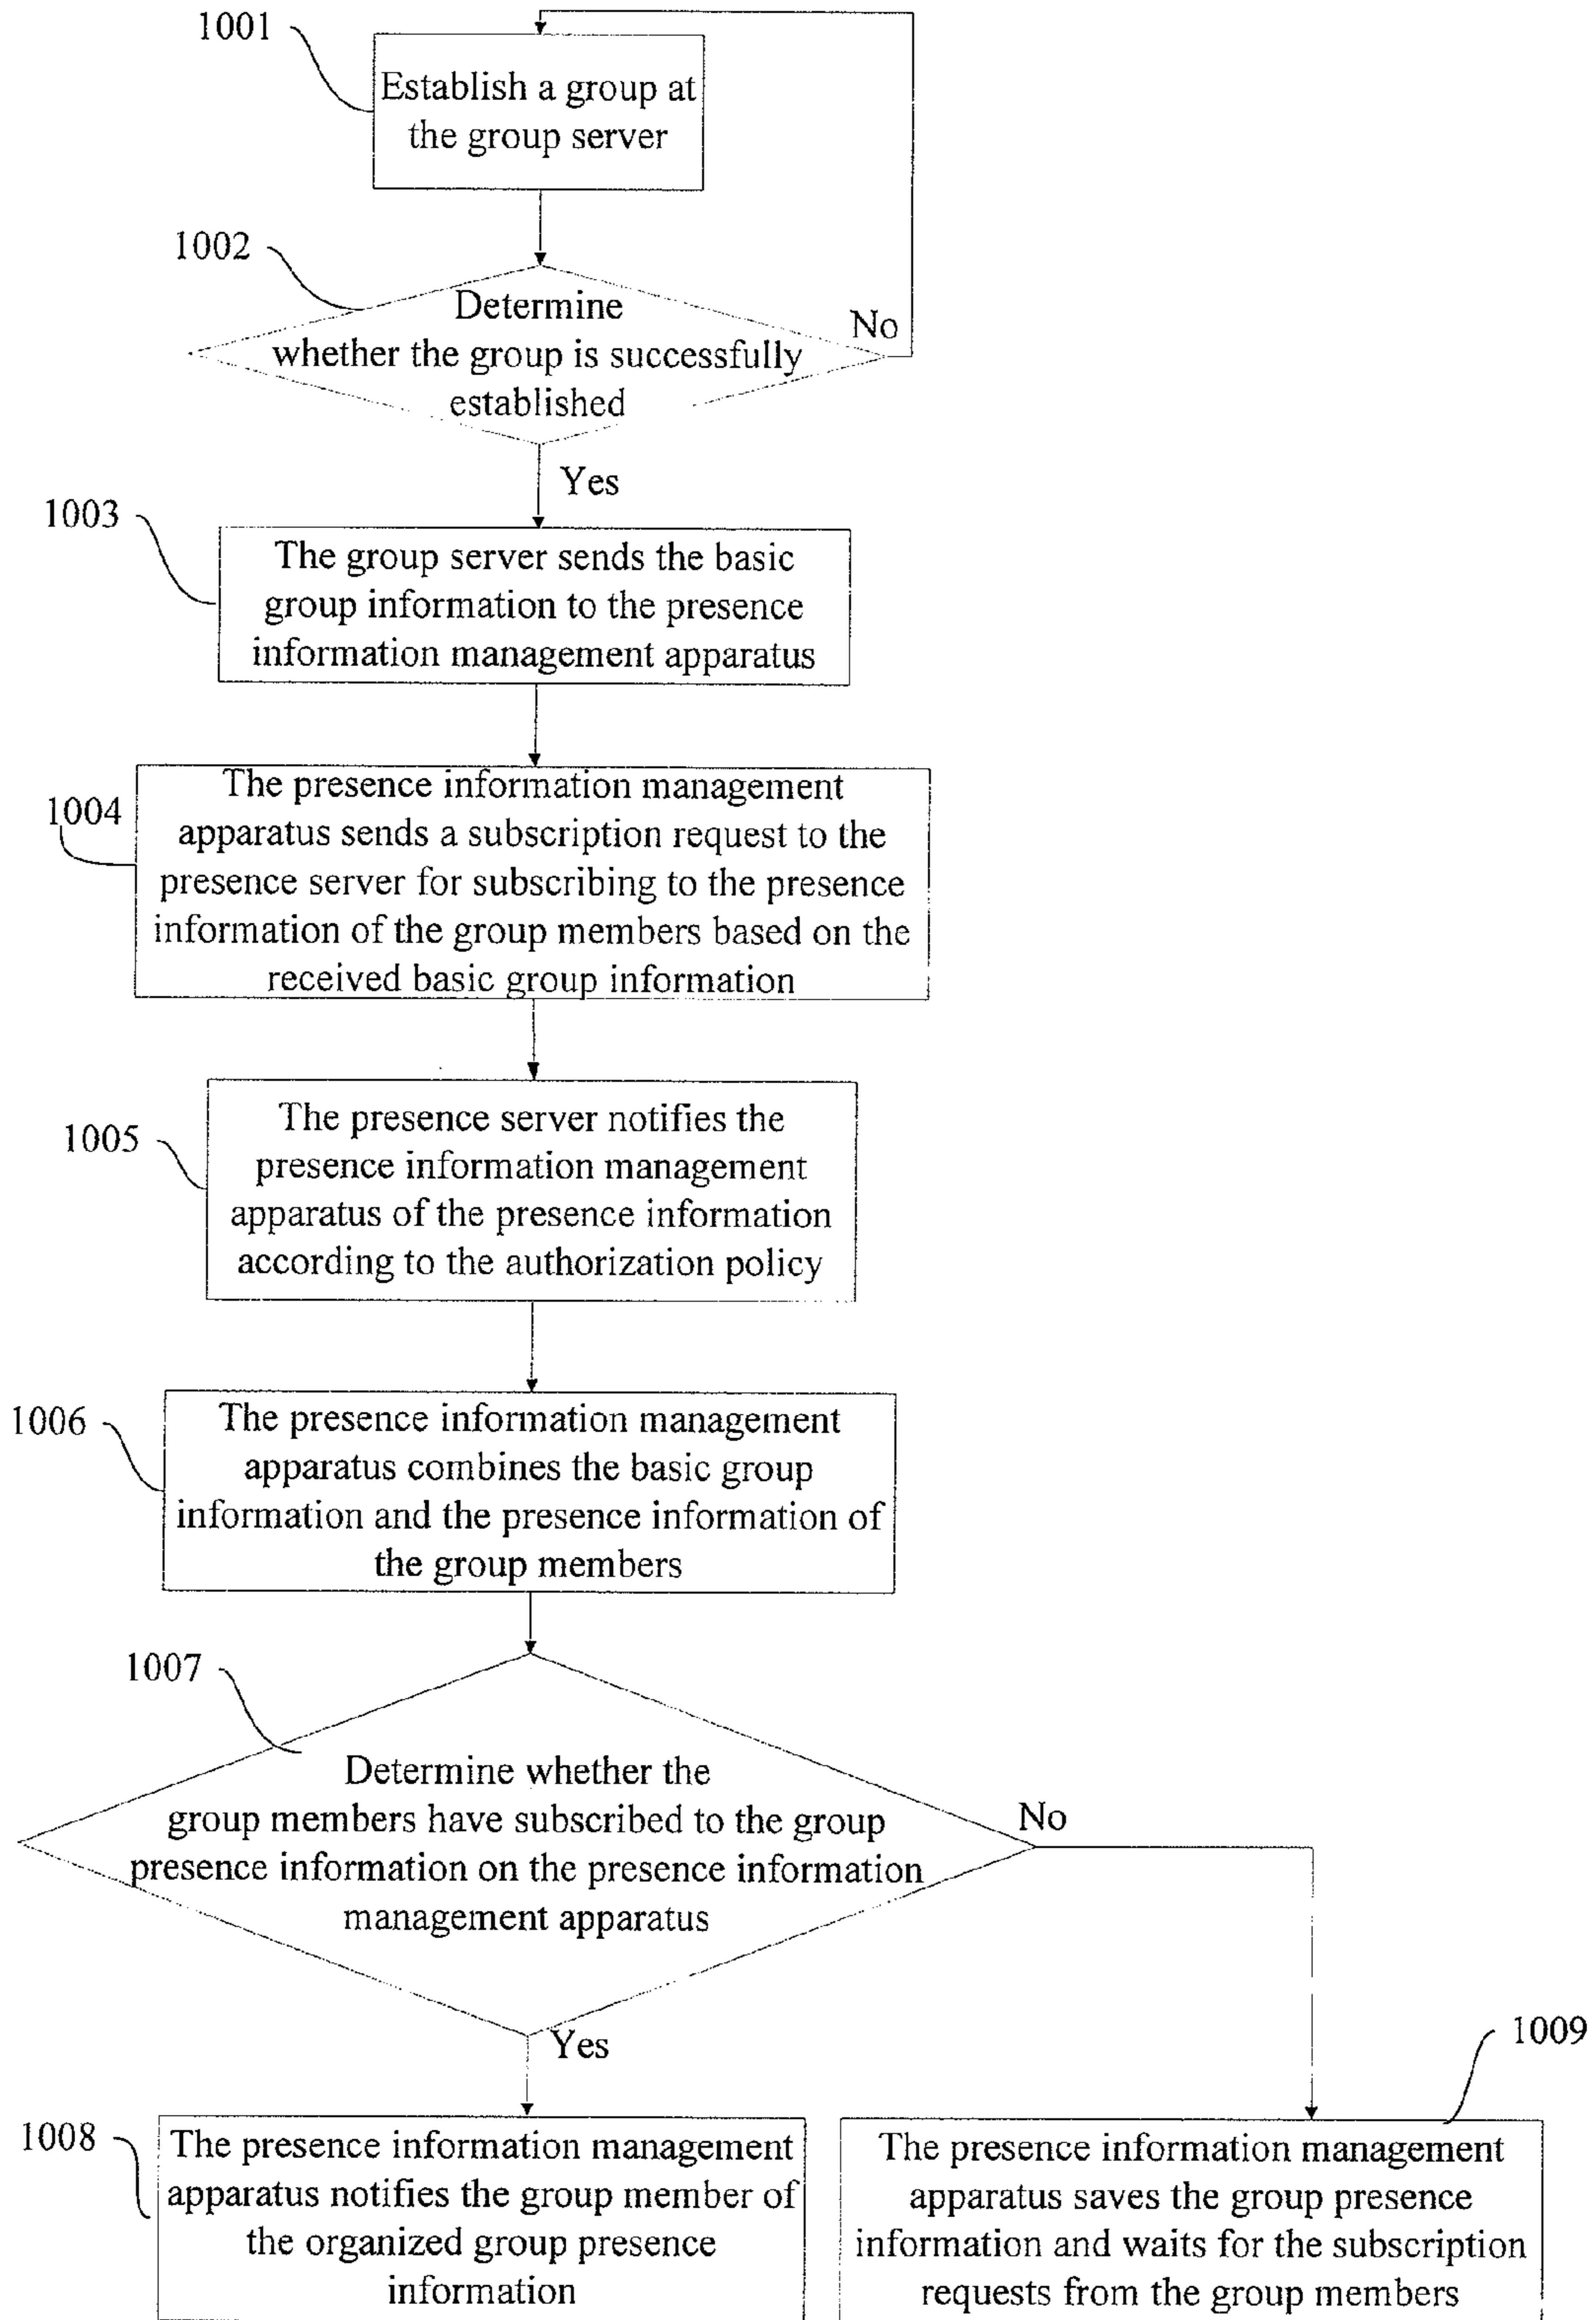 1001
Establish a group at
the group server
1002
Determine
whether the group is successfully
established
No
Yes
1003
The group server sends the basic
group information to the presence
information management apparatus
1004
The presence information management
apparatus sends a subscription request to the
presence server for subscribing to the presence
information of the group members based on the
received basic group information
1005
The presence server notifies the
presence information management
apparatus of the presence information
according to the authorization policy
1006
The presence information management
apparatus combines the basic group
information and the presence information of
the group members
1007
Determine whether the
group members have subscribed to the group
presence information on the presence information
management apparatus
No
Yes
1008
The presence information management
apparatus notifies the group member of
the organized group presence
information
1009
The presence information management
apparatus saves the group presence
information and waits for the subscription
requests from the group members